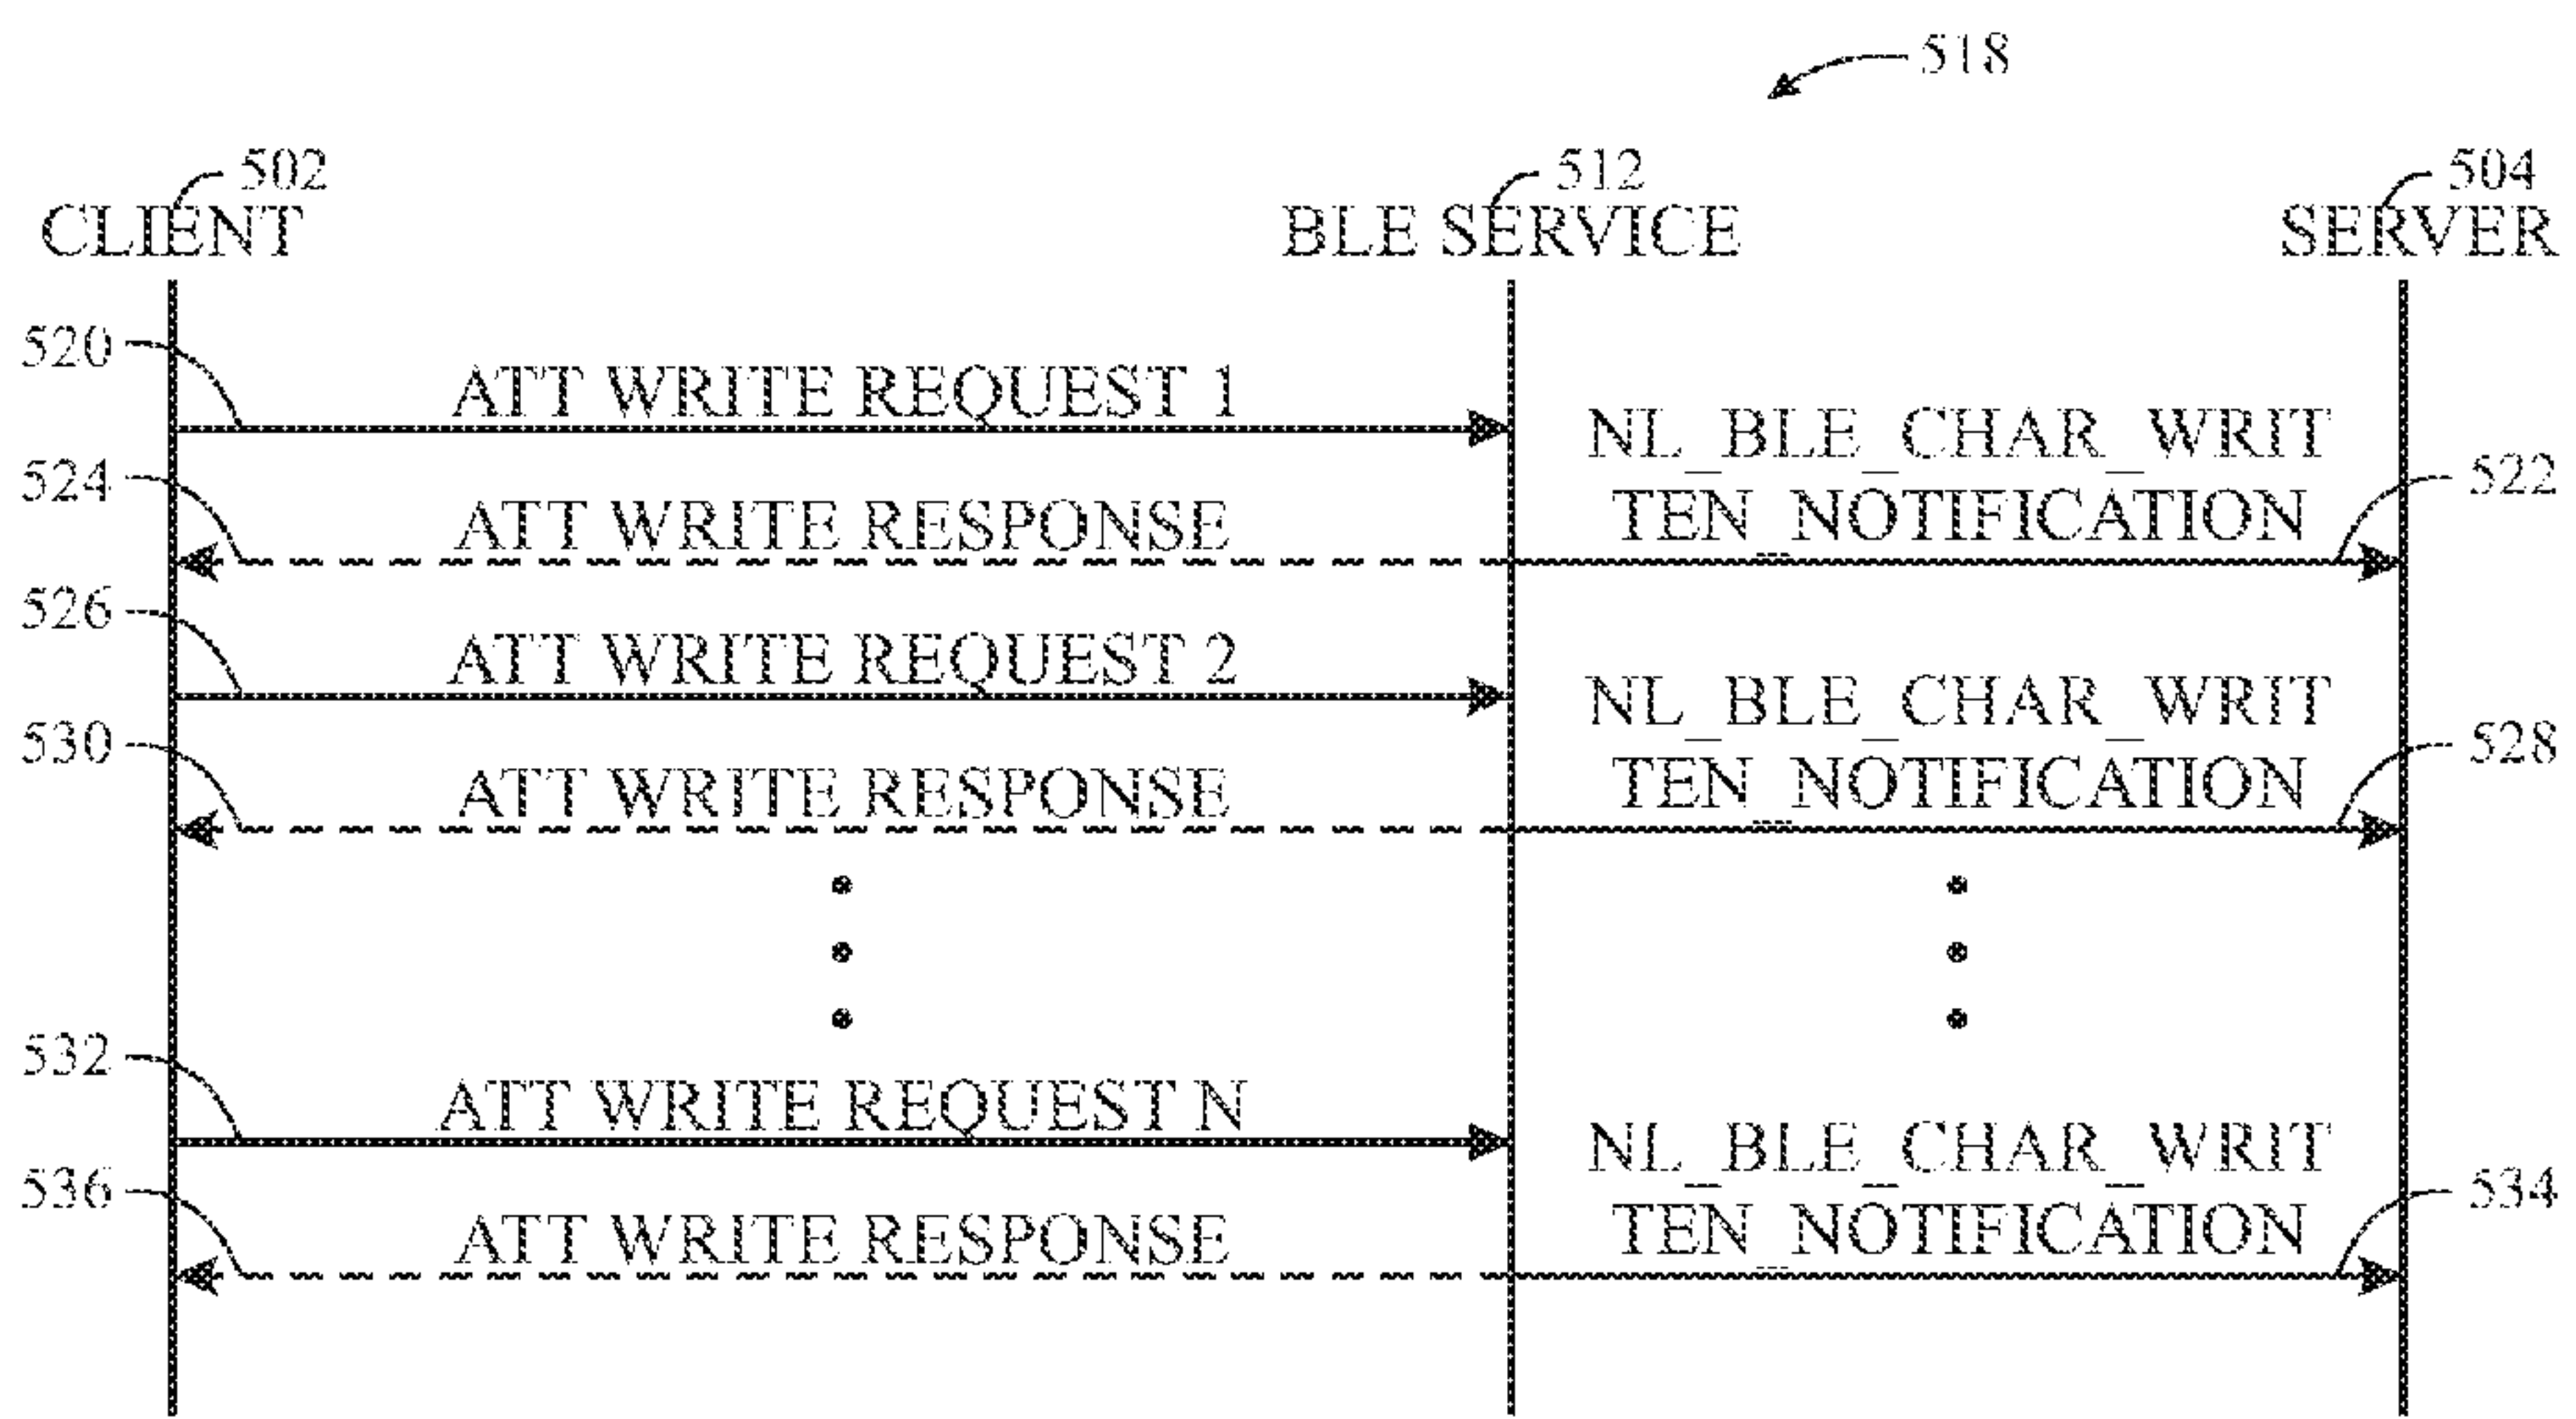 518
502
512
504
CLIENT
BLE SERVICE
SERVER
520
ATT WRITE REQUEST 1
NL_BLE_CHAR_WRIT
TEN_NOTIFICATION
524
ATT WRITE RESPONSE
522
526
ATT WRITE REQUEST 2
NL_BLE_CHAR_WRIT
TEN_NOTIFICATION
530
ATT WRITE RESPONSE
528
532
ATT WRITE REQUEST N
NL_BLE_CHAR_WRIT
TEN_NOTIFICATION
536
ATT WRITE RESPONSE
534